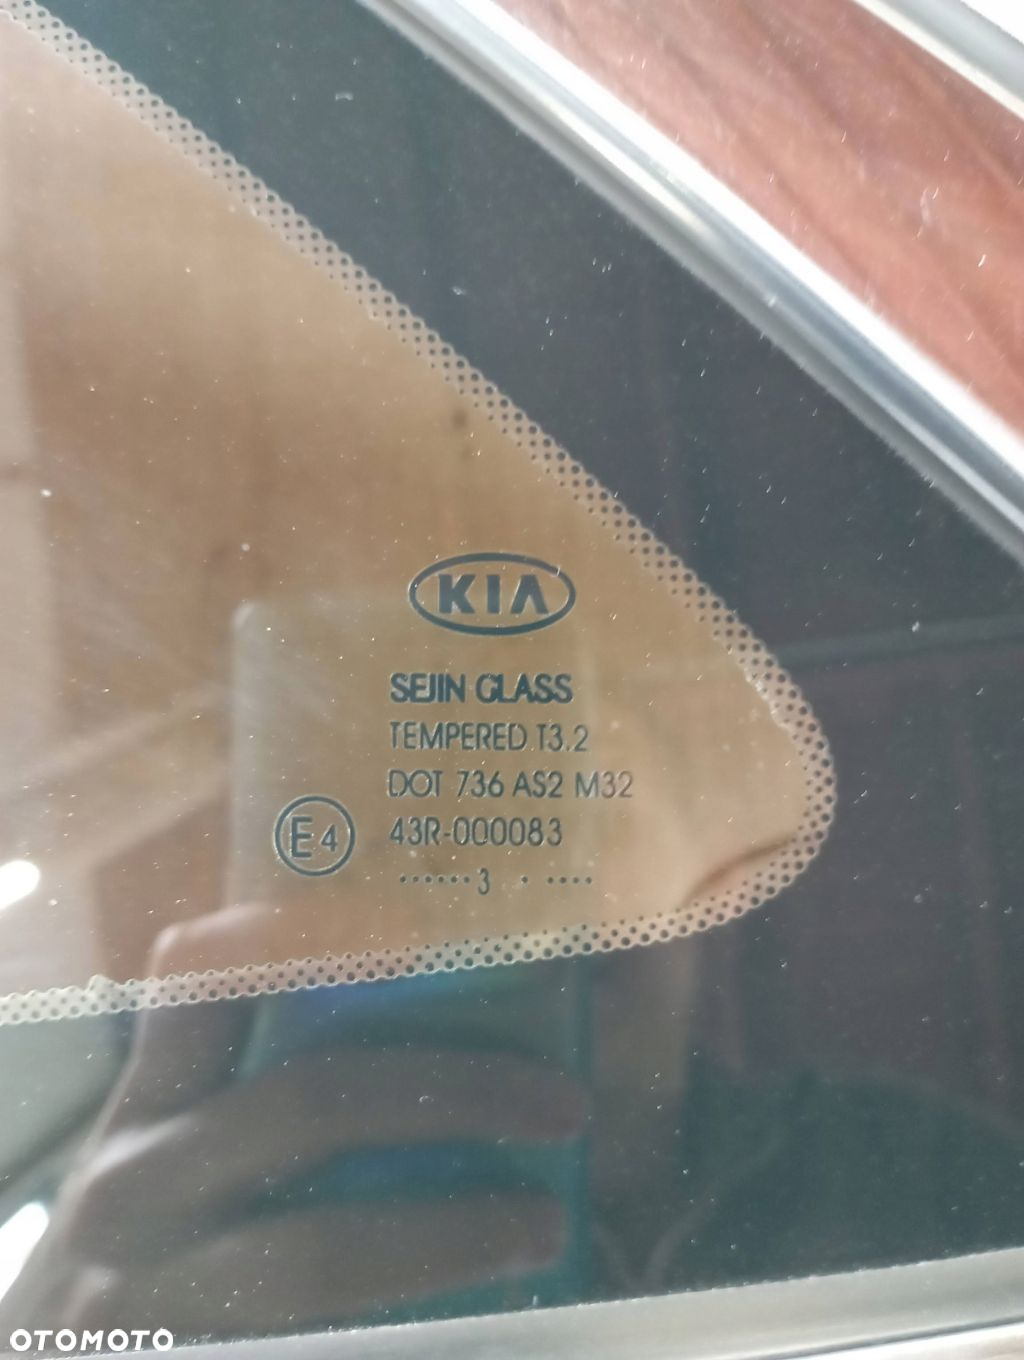 KIA
SEJIN GLASS
TEMPERED T3.2
DOT 736 AS2 M32
E4
43R-000083
······3 · ····
OTOMOTO